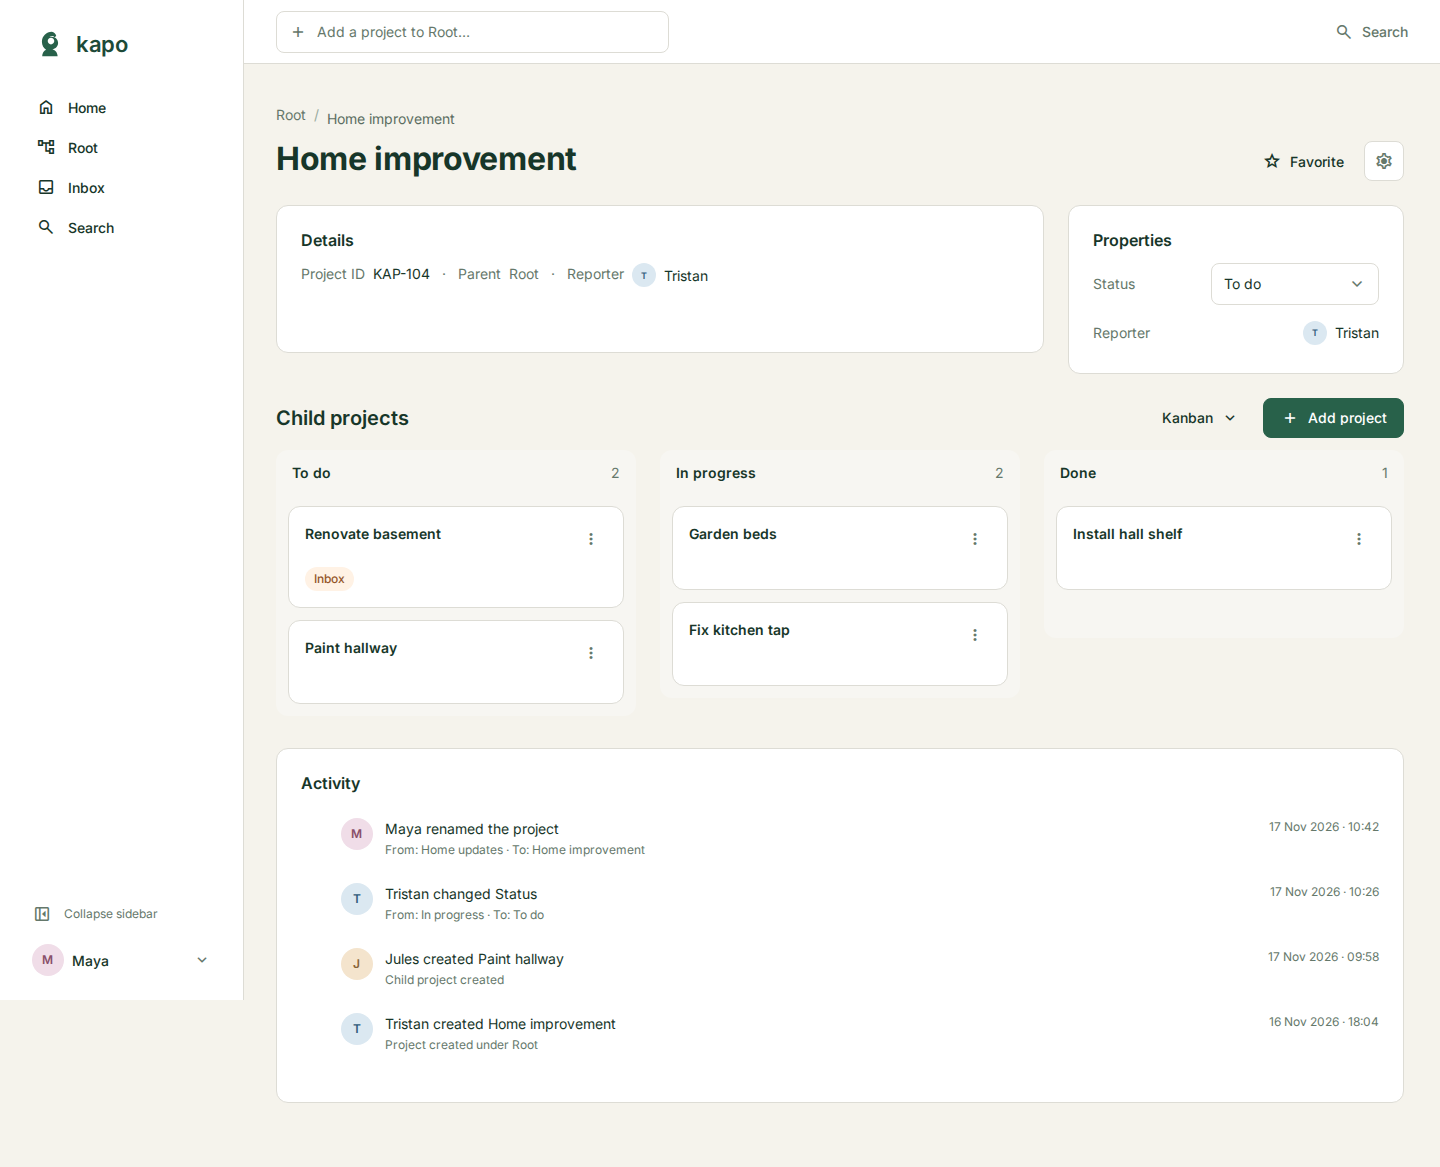 kapo
Home
Root
Inbox
Search
Collapse sidebar
M Maya
Add a project to Root...
Search
Root / Home improvement
Home improvement
Favorite
Details
Project ID KAP-104 · Parent Root · Reporter T Tristan
Properties
Status To do
Reporter T Tristan
Child projects
Kanban
Add project
To do 2
Renovate basement
Inbox
Paint hallway
In progress 2
Garden beds
Fix kitchen tap
Done 1
Install hall shelf
Activity
M Maya renamed the project 17 Nov 2026 · 10:42
From: Home updates · To: Home improvement
T Tristan changed Status 17 Nov 2026 · 10:26
From: In progress · To: To do
J Jules created Paint hallway 17 Nov 2026 · 09:58
Child project created
T Tristan created Home improvement 16 Nov 2026 · 18:04
Project created under Root